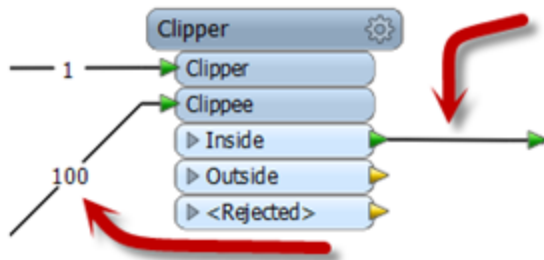 Clipper
1
Clipper
Clippee
Inside
100
Outside
<Rejected>